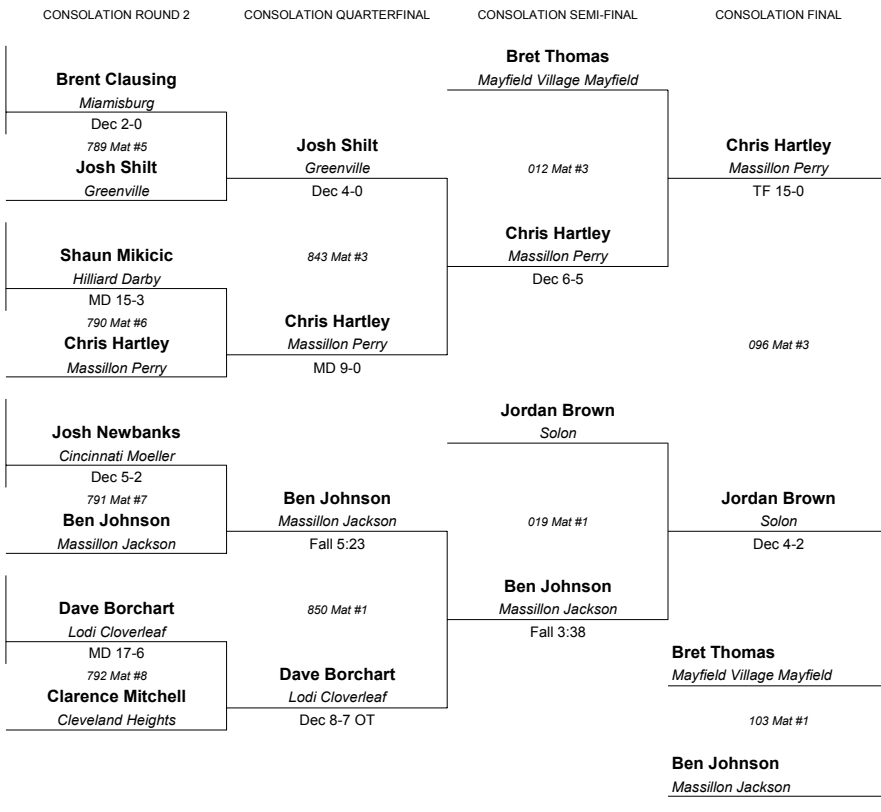 CONSOLATION ROUND 2
CONSOLATION QUARTERFINAL
CONSOLATION SEMI-FINAL
CONSOLATION FINAL
Brent Clausing
Miamisburg
Dec 2-0
789 Mat #5
Josh Shilt
Greenville
Shaun Mikicic
Hilliard Darby
MD 15-3
790 Mat #6
Chris Hartley
Massillon Perry
Josh Newbanks
Cincinnati Moeller
Dec 5-2
791 Mat #7
Ben Johnson
Massillon Jackson
Dave Borchart
Lodi Cloverleaf
MD 17-6
792 Mat #8
Clarence Mitchell
Cleveland Heights
Josh Shilt
Greenville
Dec 4-0
843 Mat #3
Chris Hartley
Massillon Perry
MD 9-0
Ben Johnson
Massillon Jackson
Fall 5:23
850 Mat #1
Dave Borchart
Lodi Cloverleaf
Dec 8-7 OT
Bret Thomas
Mayfield Village Mayfield
012 Mat #3
Chris Hartley
Massillon Perry
Dec 6-5
Jordan Brown
Solon
019 Mat #1
Ben Johnson
Massillon Jackson
Fall 3:38
Chris Hartley
Massillon Perry
TF 15-0
096 Mat #3
Jordan Brown
Solon
Dec 4-2
Bret Thomas
Mayfield Village Mayfield
103 Mat #1
Ben Johnson
Massillon Jackson